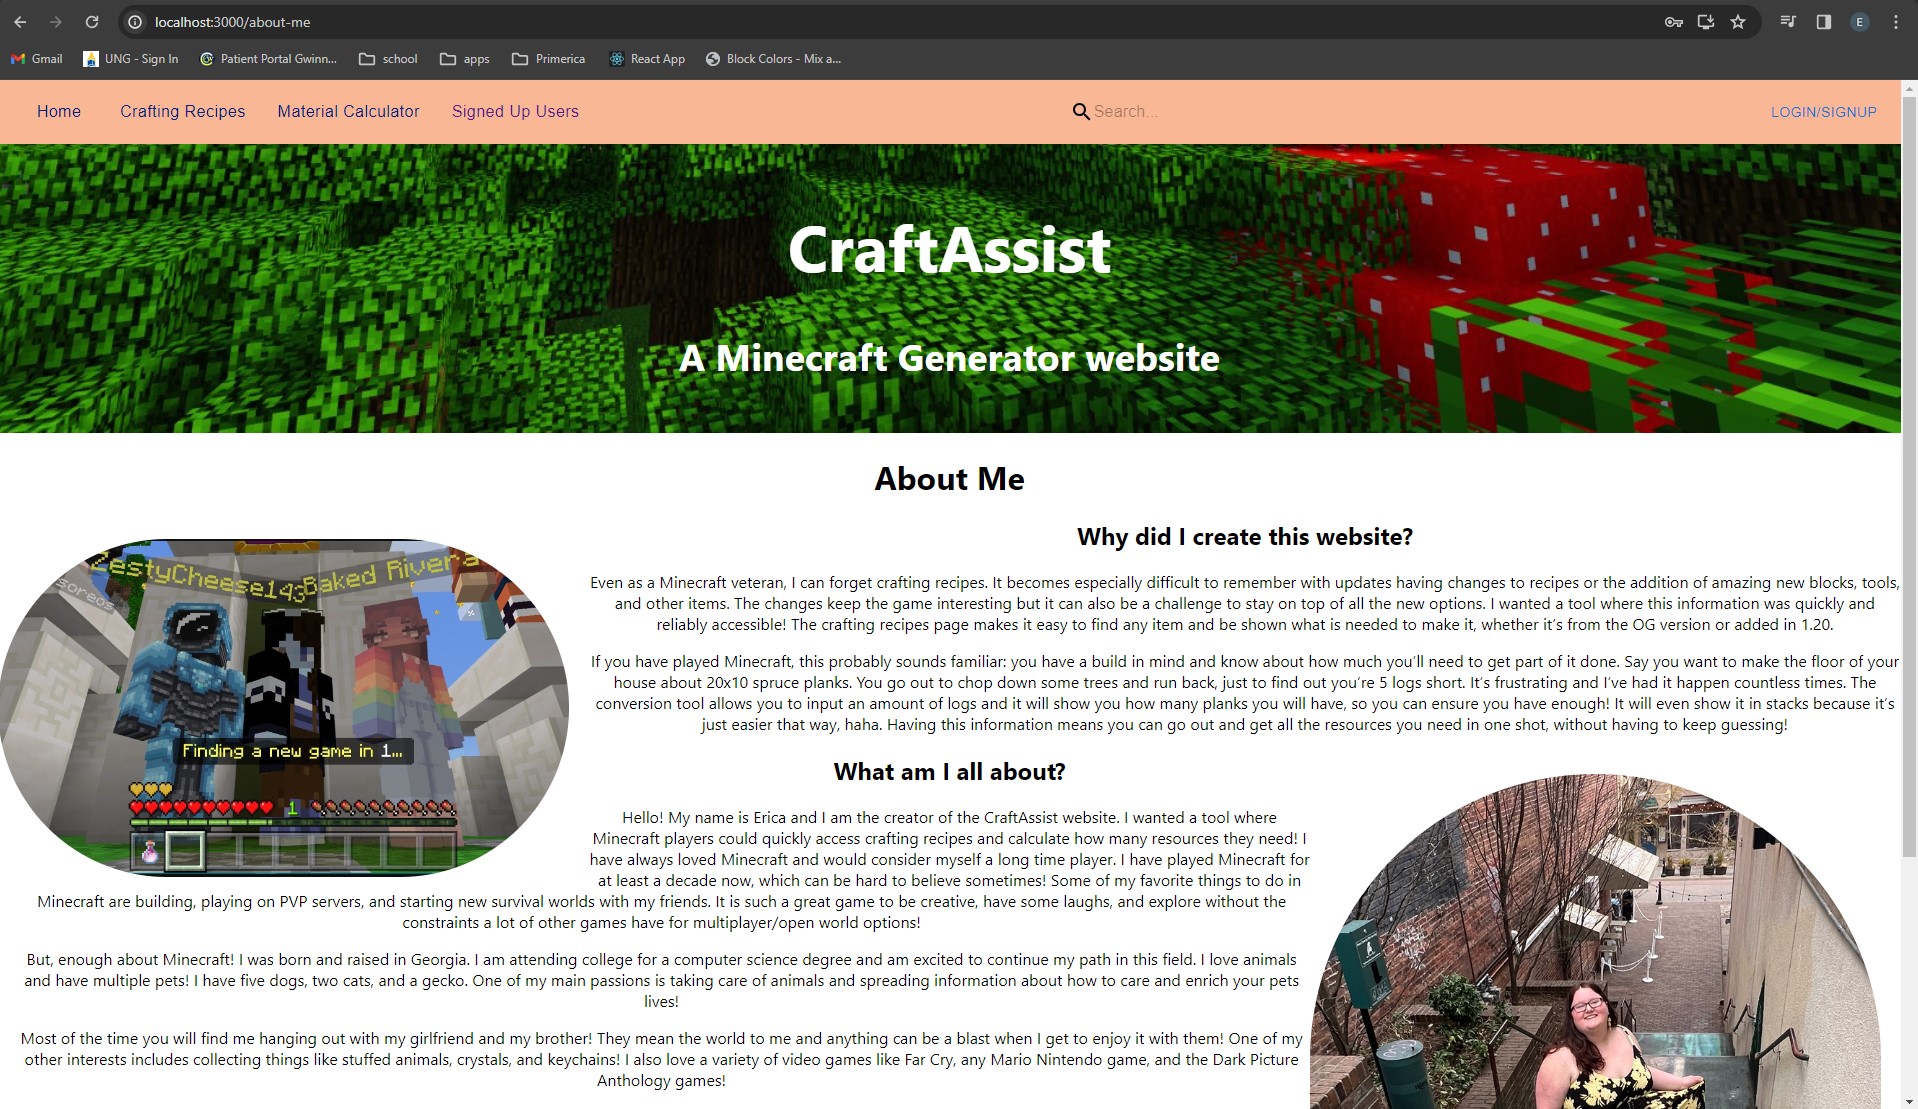 localhost:3000/about-me
E
Gmail
UNG - Sign In
Patient Portal Gwinn...
school
apps
Primerica
React App
Block Colors - Mix a...
Home
Crafting Recipes
Material Calculator
Signed Up Users
Search...
LOGIN/SIGNUP
CraftAssist
A Minecraft Generator website
About Me
ZestyCheese143
Baked Rivera
soreos
Finding a new game in 1...
1
Why did I create this website?
Even as a Minecraft veteran, I can forget crafting recipes. It becomes especially difficult to remember with updates having changes to recipes or the addition of amazing new blocks, tools,
and other items. The changes keep the game interesting but it can also be a challenge to stay on top of all the new options. I wanted a tool where this information was quickly and
reliably accessible! The crafting recipes page makes it easy to find any item and be shown what is needed to make it, whether it's from the OG version or added in 1.20.
If you have played Minecraft, this probably sounds familiar: you have a build in mind and know about how much you'll need to get part of it done. Say you want to make the floor of your
house about 20x10 spruce planks. You go out to chop down some trees and run back, just to find out you're 5 logs short. It's frustrating and I've had it happen countless times. The
conversion tool allows you to input an amount of logs and it will show you how many planks you will have, so you can ensure you have enough! It will even show it in stacks because it's
just easier that way, haha. Having this information means you can go out and get all the resources you need in one shot, without having to keep guessing!
What am I all about?
Hello! My name is Erica and I am the creator of the CraftAssist website. I wanted a tool where
Minecraft players could quickly access crafting recipes and calculate how many resources they need! I
have always loved Minecraft and would consider myself a long time player. I have played Minecraft for
at least a decade now, which can be hard to believe sometimes! Some of my favorite things to do in
Minecraft are building, playing on PVP servers, and starting new survival worlds with my friends. It is such a great game to be creative, have some laughs, and explore without the
constraints a lot of other games have for multiplayer/open world options!
But, enough about Minecraft! I was born and raised in Georgia. I am attending college for a computer science degree and am excited to continue my path in this field. I love animals
and have multiple pets! I have five dogs, two cats, and a gecko. One of my main passions is taking care of animals and spreading information about how to care and enrich your pets
lives!
Most of the time you will find me hanging out with my girlfriend and my brother! They mean the world to me and anything can be a blast when I get to enjoy it with them! One of my
other interests includes collecting things like stuffed animals, crystals, and keychains! I also love a variety of video games like Far Cry, any Mario Nintendo game, and the Dark Picture
Anthology games!